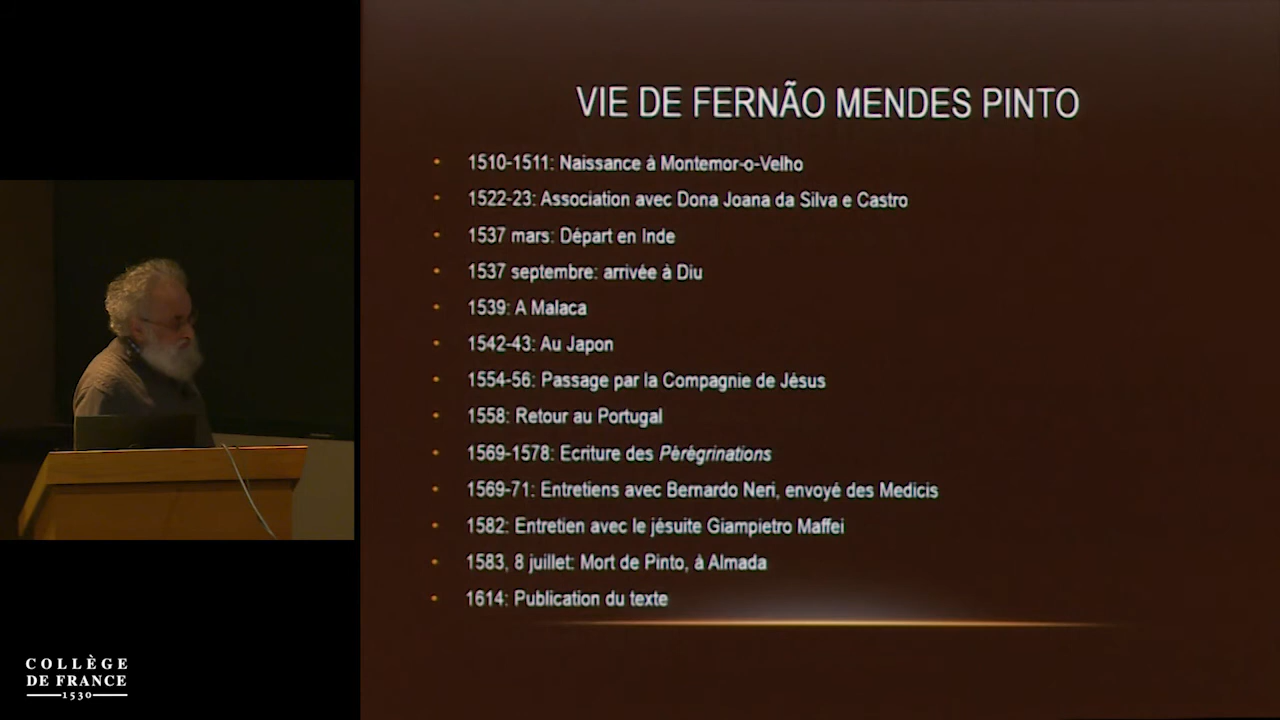 VIE DE FERNÃO MENDES PINTO
• 1510-1511: Naissance à Montemor-o-Velho
• 1522-23: Association avec Dona Joana da Silva e Castro
• 1537 mars: Départ en Inde
• 1537 septembre: arrivée à Diu
• 1539: A Malaca
• 1542-43: Au Japon
• 1554-56: Passage par la Compagnie de Jésus
• 1558: Retour au Portugal
• 1569-1578: Ecriture des Pérégrinations
• 1569-71: Entretiens avec Bernardo Neri, envoyé des Medicis
• 1582: Entretien avec le jésuite Giampietro Maffei
• 1583, 8 juillet: Mort de Pinto, à Almada
• 1614: Publication du texte
COLLÈGE
DE FRANCE
1530